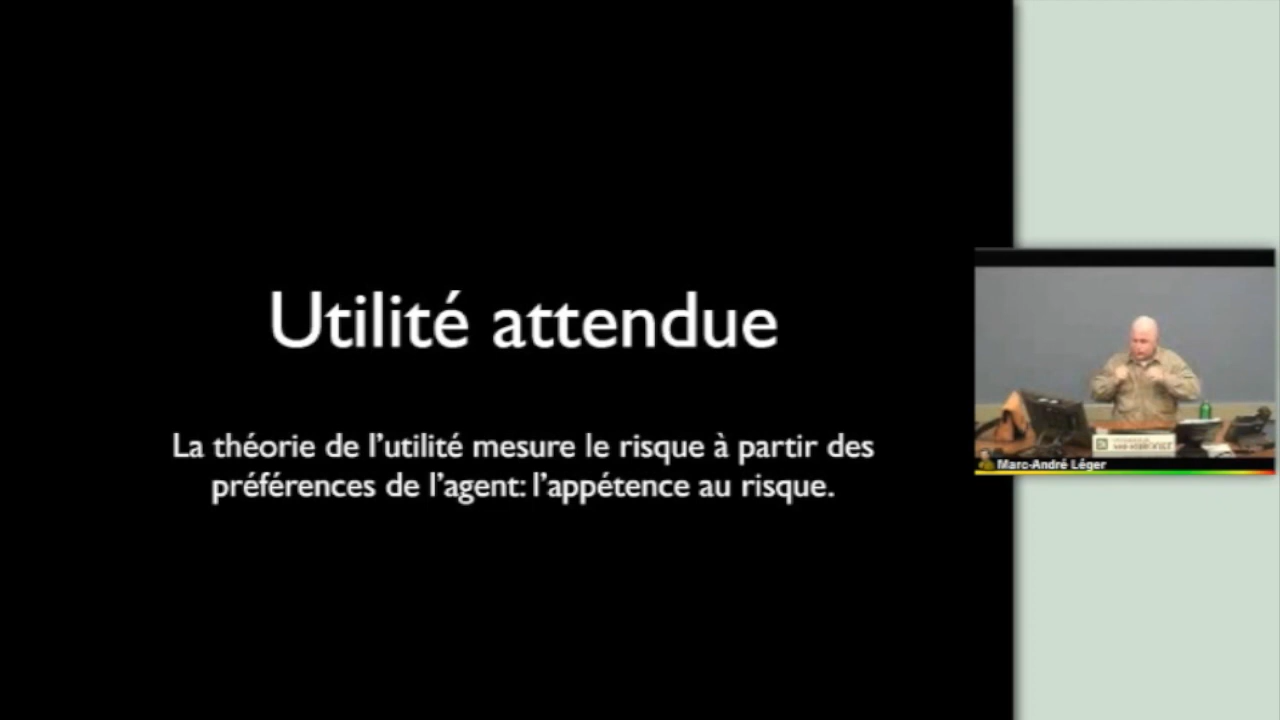 Utilité attendue
La théorie de l'utilité mesure le risque à partir des
préférences de l'agent: l'appétence au risque.
Marc-André Léger